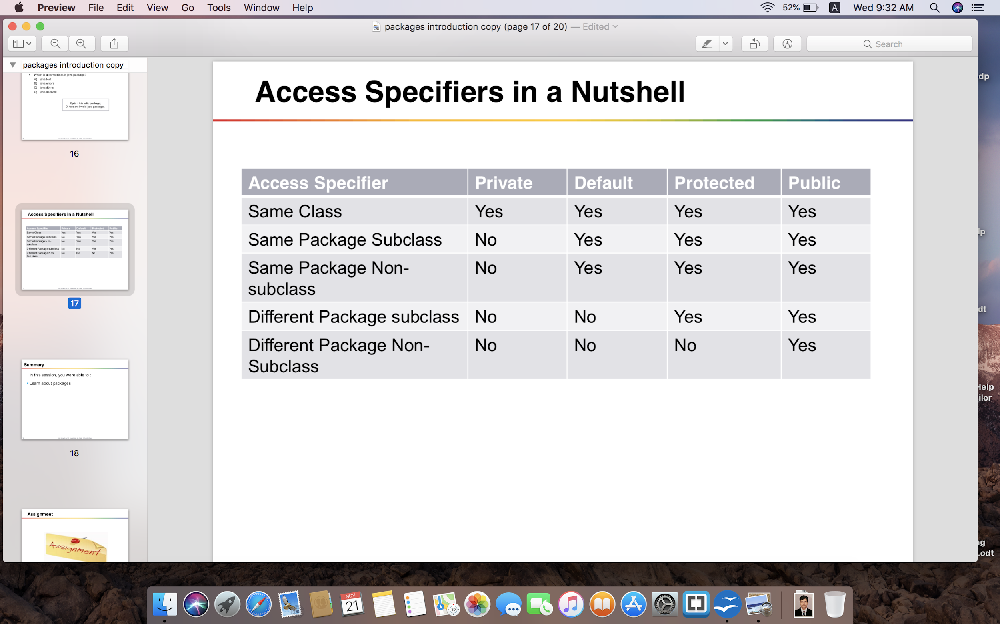 Preview File Edit View Go Tools Window Help 52% A Wed 9:32 AM
packages introduction copy (page 17 of 20) — Edited
Search
packages introduction copy
• Which is a correct inbuilt java package?
A) java.text
B) java.errors
C) java.dbms
C) java.network
Option A is valid package;
Others are invalid java packages.
16
Access Specifiers in a Nutshell
Access Specifier Private Default Protected Public
Same Class Yes Yes Yes Yes
Same Package Subclass No Yes Yes Yes
Same Package Non- No Yes Yes Yes
subclass
Different Package subclass No No Yes Yes
Different Package Non- No No No Yes
Subclass
17
Summary
In this session, you were able to :
• Learn about packages
18
Assignment
Assignment
Access Specifiers in a Nutshell
Access Specifier Private Default Protected Public
Same Class Yes Yes Yes Yes
Same Package Subclass No Yes Yes Yes
Same Package Non- No Yes Yes Yes
subclass
Different Package subclass No No Yes Yes
Different Package Non- No No No Yes
Subclass
dp
dt
Help
.odt
NOV
21
3D